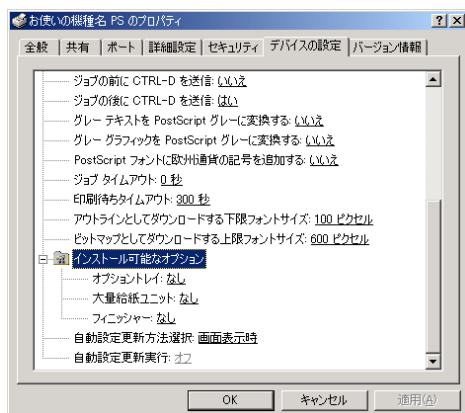 お使いの機種名 PS のプロパティ
全般 共有 ポート 詳細設定 セキュリティ デバイスの設定 バージョン情報
ジョブの前に CTRL-D を送信: いいえ
ジョブの後に CTRL-D を送信: はい
グレー テキストを PostScript グレーに変換する: いいえ
グレー グラフィックを PostScript グレーに変換する: いいえ
PostScript フォントに欧州通貨の記号を追加する: いいえ
ジョブ タイムアウト: 0 秒
印刷待ちタイムアウト: 300 秒
アウトラインとしてダウンロードする下限フォントサイズ: 100 ピクセル
ビットマップとしてダウンロードする上限フォントサイズ: 600 ピクセル
インストール可能なオプション
オプショントレイ: なし
大量給紙ユニット: なし
フィニッシャー: なし
自動設定更新方法選択: 画面表示時
自動設定更新実行: オフ
OK キャンセル 適用(A)